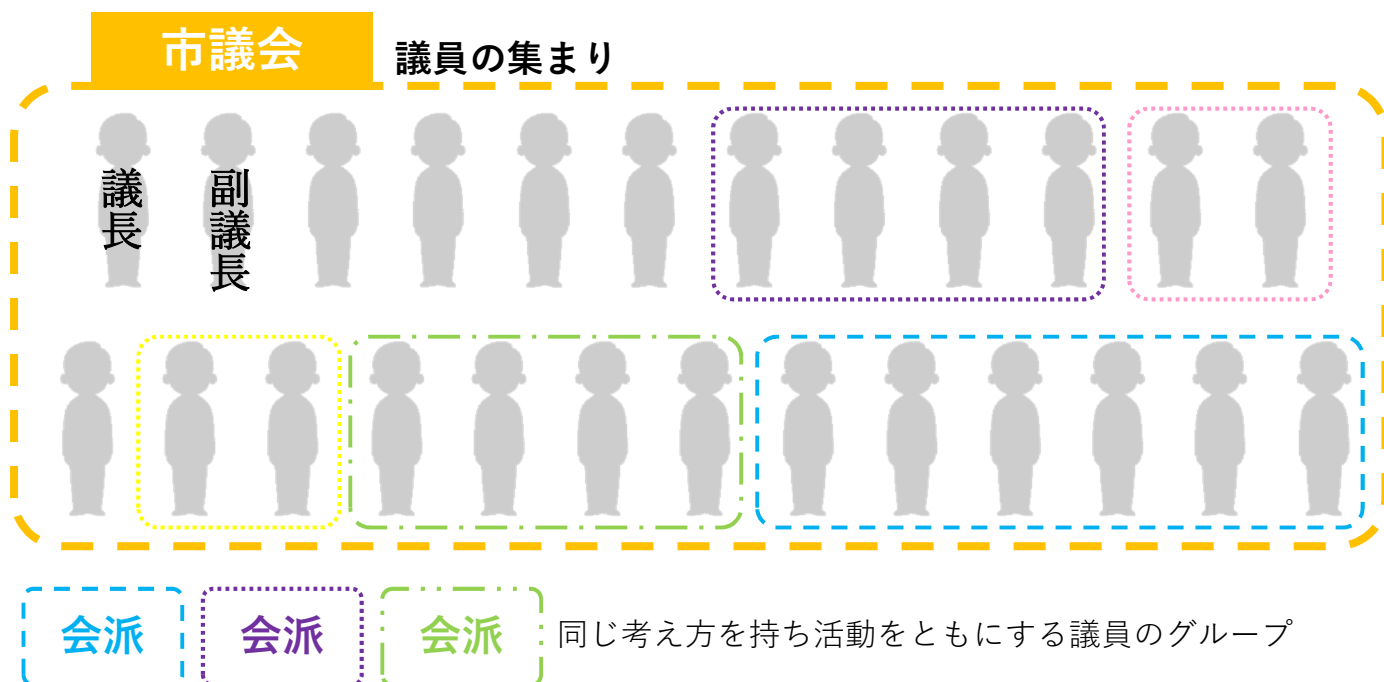 市議会
議員の集まり
議長
副議長
会派
会派
会派
同じ考え方を持ち活動をともにする議員のグループ